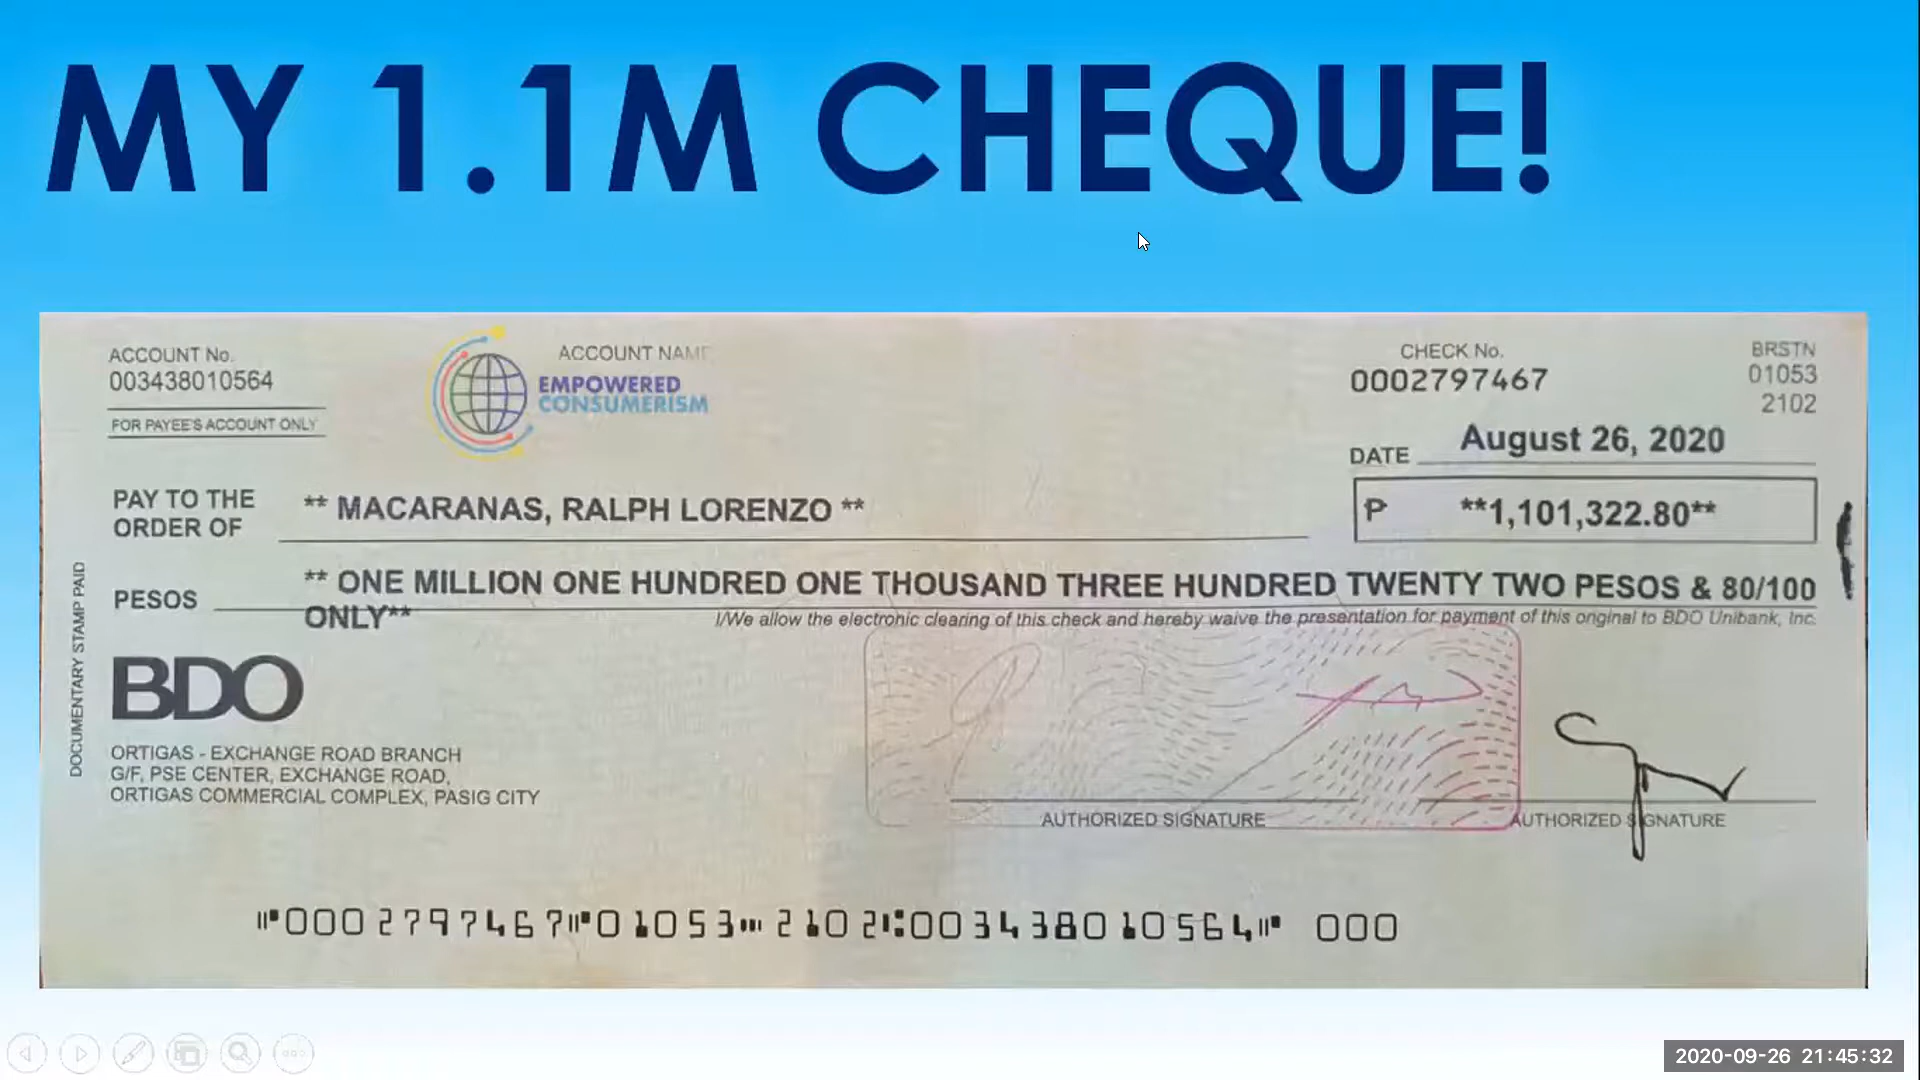 MY 1.1M CHEQUE!
ACCOUNT No.
003438010564
FOR PAYEE'S ACCOUNT ONLY
ACCOUNT NAME
EMPOWERED
CONSUMERISM
CHECK No.
0002797467
BRSTN
01053
2102
DATE August 26, 2020
PAY TO THE
ORDER OF ** MACARANAS, RALPH LORENZO **
₱ **1,101,322.80**
PESOS ** ONE MILLION ONE HUNDRED ONE THOUSAND THREE HUNDRED TWENTY TWO PESOS & 80/100
ONLY**
I/We allow the electronic clearing of this check and hereby waive the presentation for payment of this original to BDO Unibank, Inc.
DOCUMENTARY STAMP PAID
BDO
ORTIGAS - EXCHANGE ROAD BRANCH
G/F, PSE CENTER, EXCHANGE ROAD,
ORTIGAS COMMERCIAL COMPLEX, PASIG CITY
AUTHORIZED SIGNATURE
AUTHORIZED SIGNATURE
⑈0002797467⑈01053⑉2102⑆003438010564⑈ 000
2020-09-26 21:45:32